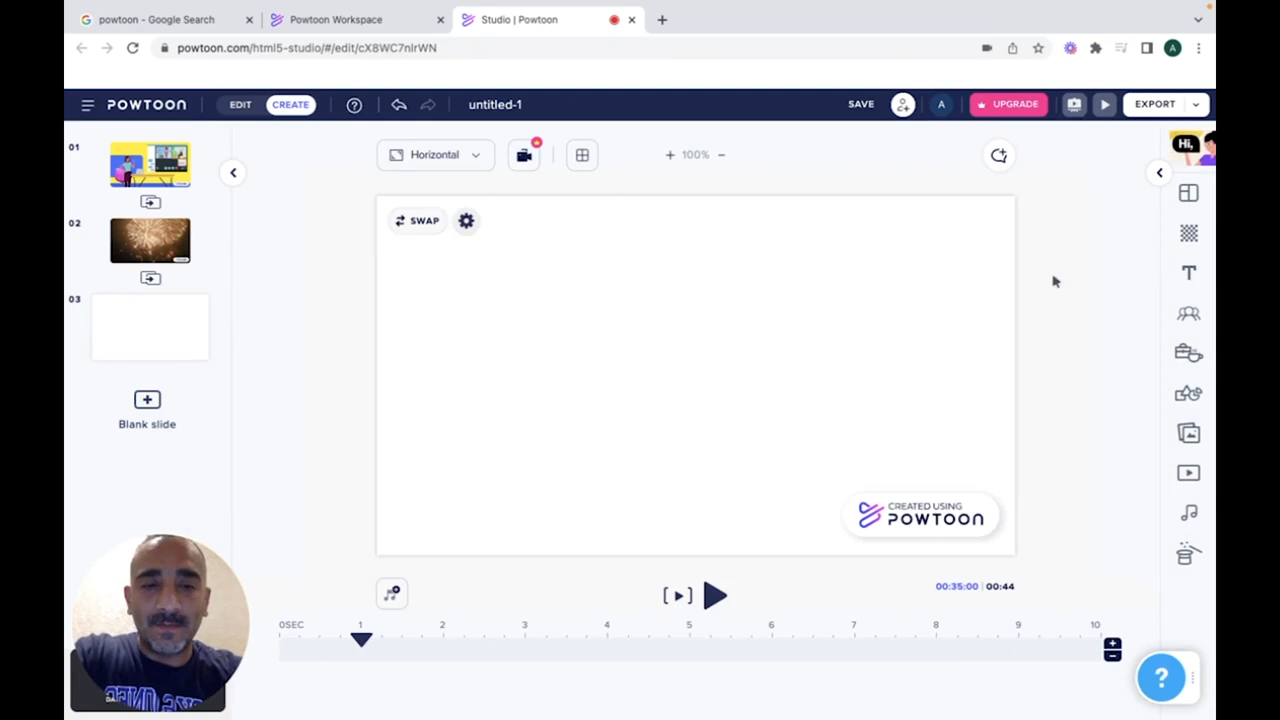 powtoon - Google Search
Powtoon Workspace
Studio | Powtoon
powtoon.com/html5-studio/#/edit/cX8WC7nIrWN
A
POWTOON
EDIT
CREATE
untitled-1
SAVE
A
UPGRADE
EXPORT
01
Horizontal
100%
Hi,
02
SWAP
03
Blank slide
CREATED USING
POWTOON
00:35:00
00:44
0SEC
1
2
3
4
5
6
7
8
9
10
?